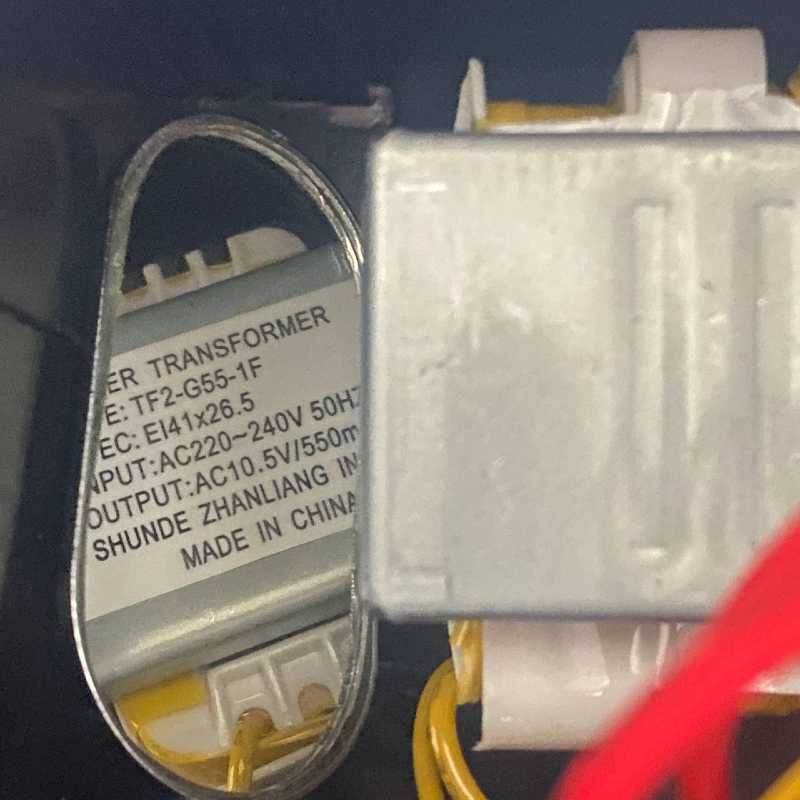 ER TRANSFORMER
E: TF2-G55-1F
EC: EI41x26.5
NPUT:AC220~240V 50HZ
OUTPUT:AC10.5V/550m
SHUNDE ZHANLIANG IN
MADE IN CHINA